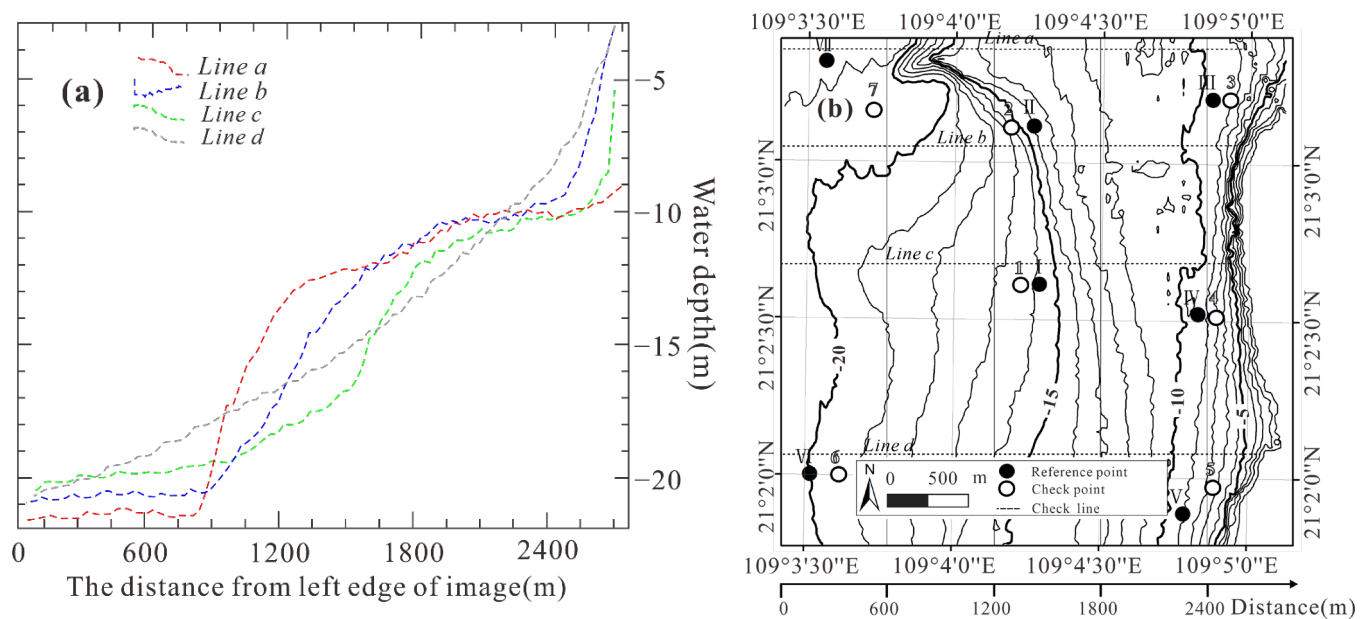 (a)
Line a
Line b
Line c
Line d
−5
−10
−15
−20
Water depth(m)
0 600 1200 1800 2400
The distance from left edge of image(m)
(b)
109°3'30''E 109°4'0''E 109°4'30''E 109°5'0''E
Line a
VII
III 3
7
2 II
Line b
21°3'0''N 21°3'0''N
Line c
1 I
IV 4
21°2'30''N 21°2'30''N
-20
-15
-10
-5
Line d
VI 6
5
V
21°2'0''N 21°2'0''N
N
0 500 m
Reference point
Check point
Check line
109°3'30''E 109°4'0''E 109°4'30''E 109°5'0''E
0 600 1200 1800 2400 Distance(m)